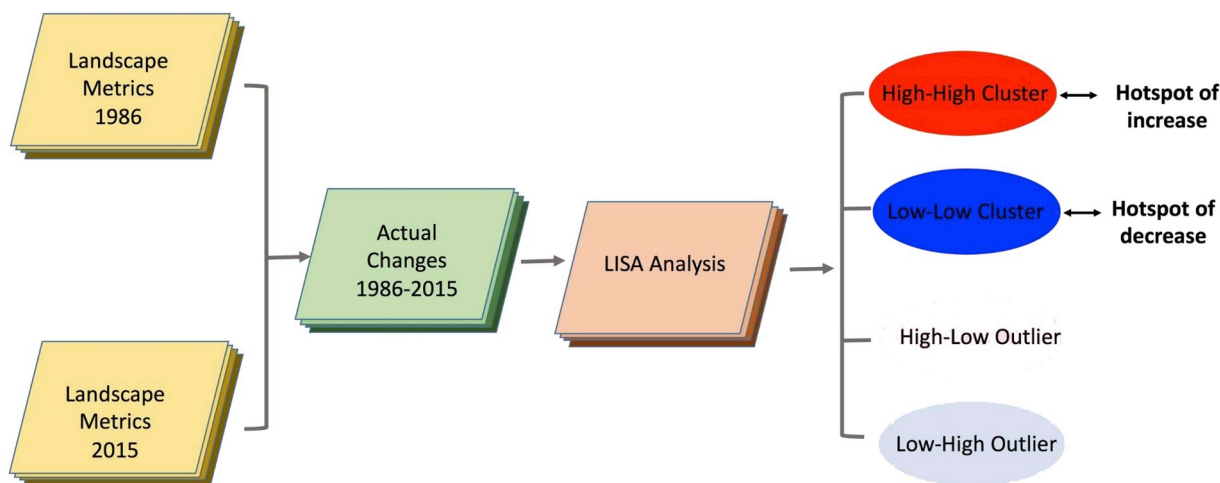 Landscape
Metrics
1986
Landscape
Metrics
2015
Actual
Changes
1986-2015
LISA Analysis
High-High Cluster
Hotspot of
increase
Low-Low Cluster
Hotspot of
decrease
High-Low Outlier
Low-High Outlier